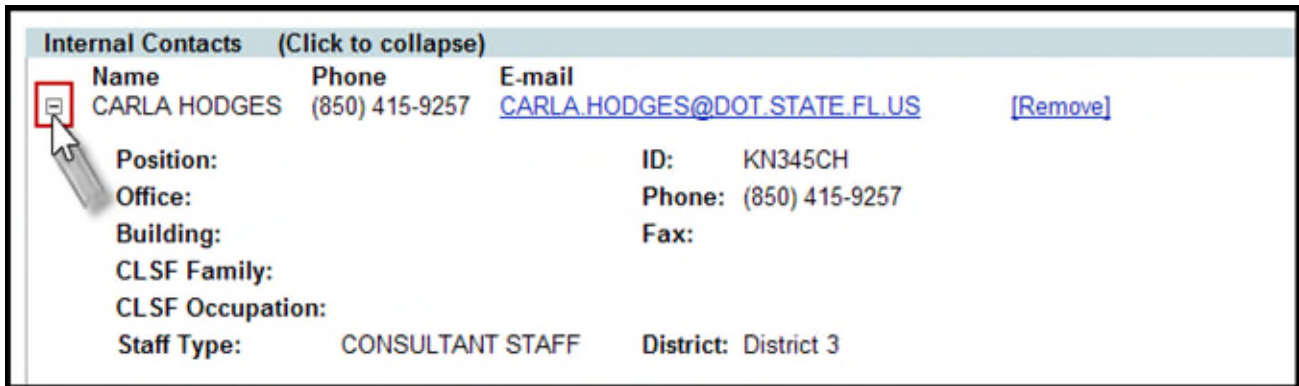 Internal Contacts (Click to collapse)
Name Phone E-mail
CARLA HODGES (850) 415-9257 CARLA.HODGES@DOT.STATE.FL.US [Remove]
Position: ID: KN345CH
Office: Phone: (850) 415-9257
Building: Fax:
CLSF Family:
CLSF Occupation:
Staff Type: CONSULTANT STAFF District: District 3